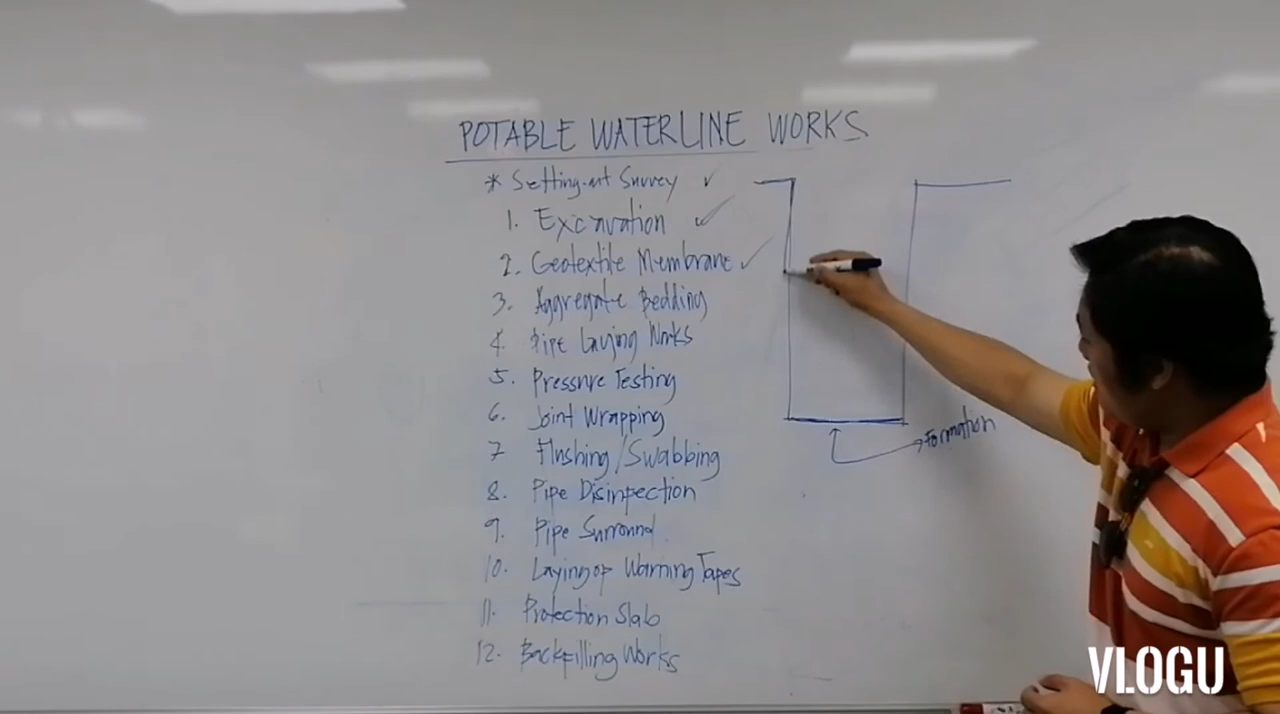 POTABLE WATERLINE WORKS
* Setting-out Survey ✓
1. Excavation ✓
2. Geotextile Membrane ✓
3. Aggregate Bedding
4. Pipe Laying Works
5. Pressure Testing
6. Joint Wrapping
7 Flushing/Swabbing
8. Pipe Disinfection
9. Pipe Surround
10. Laying of Warning Tapes
11. Protection Slab
12. Backfilling Works
Formation
VLOGU